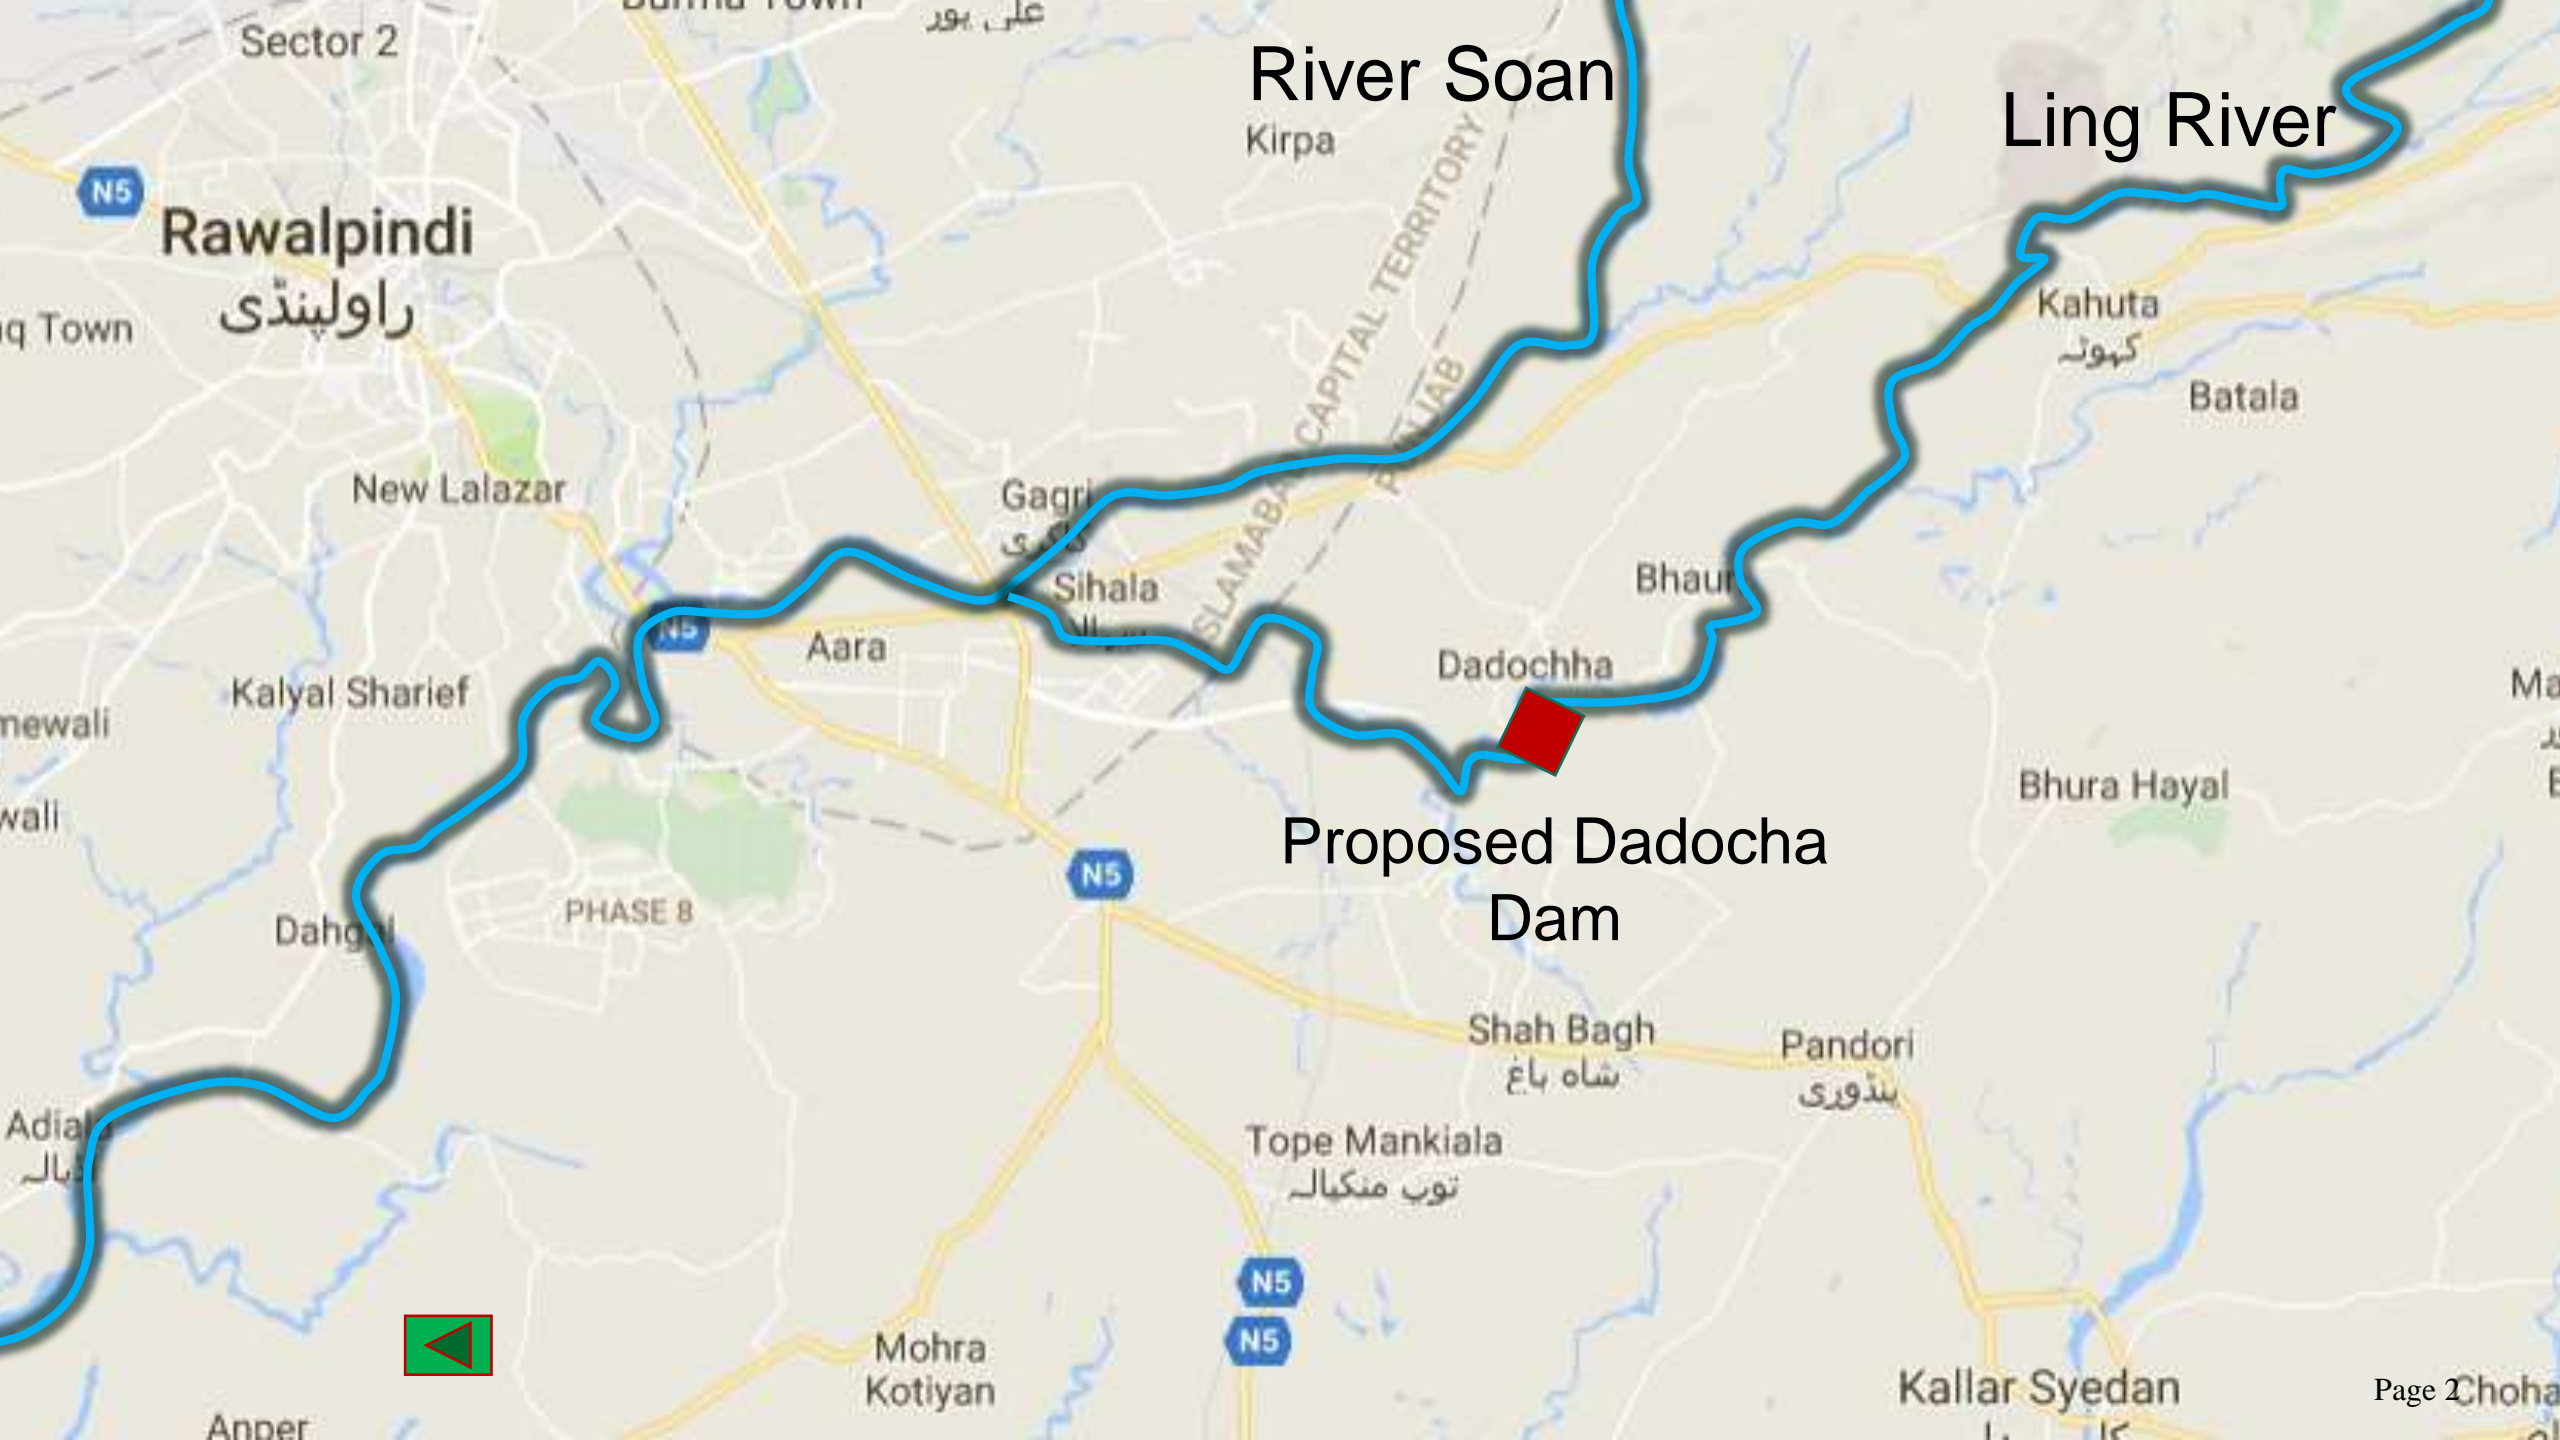 علی پور
Sector 2
River Soan
Kirpa
Ling River
N5
Rawalpindi
راولپنڈی
ISLAMABAD CAPITAL TERRITORY
PUNJAB
q Town
Kahuta
کہوٹہ
Batala
New Lalazar
Gagri
Sihala
Bhaur
N5
Aara
Dadochha
Kalyal Sharief
Ma
mewali
Bhura Hayal
wali
Proposed Dadocha
Dam
N5
PHASE 8
Dahgal
Shah Bagh
شاہ باغ
Pandori
پنڈوری
Adiala
Tope Mankiala
توپ منکیالہ
N5
N5
Mohra
Kotiyan
Kallar Syedan
Page 2
Choha
Anper